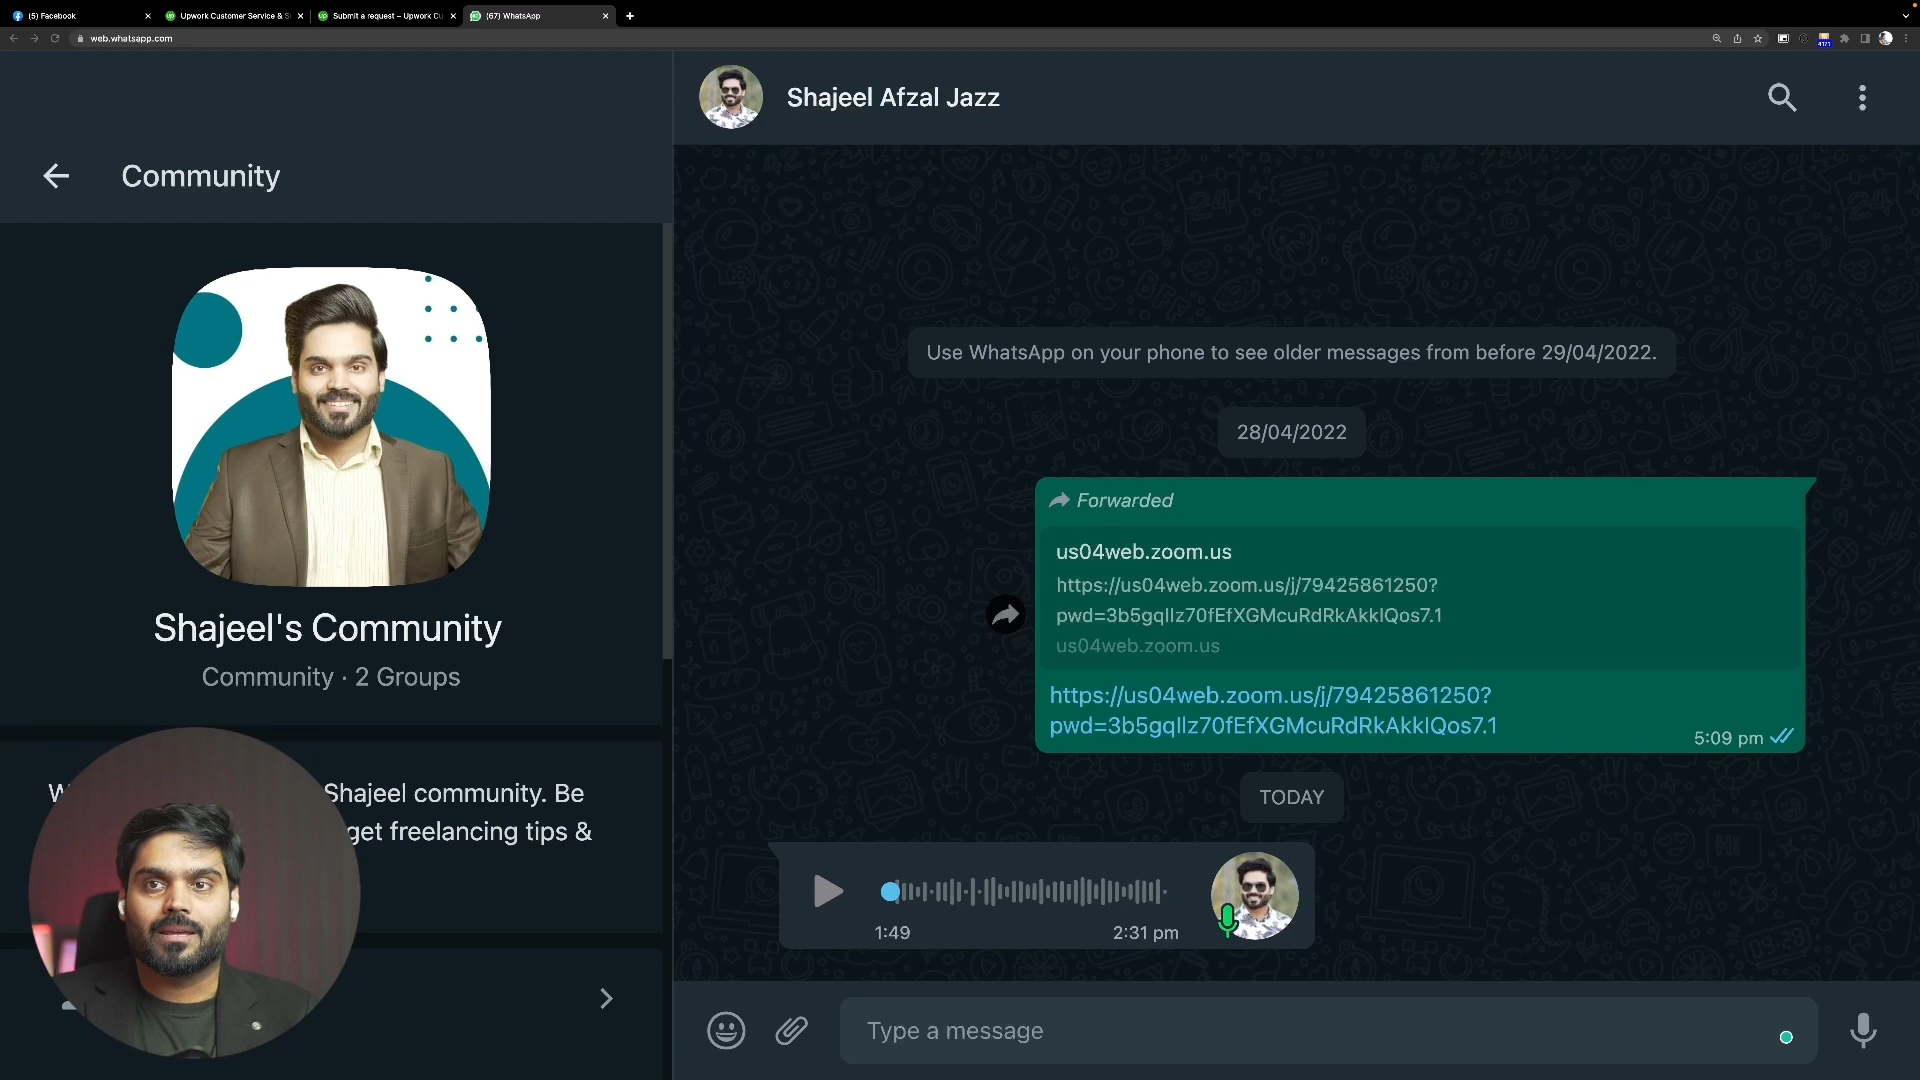 (5) Facebook
Upwork Customer Service & S
Submit a request – Upwork Cu
(67) WhatsApp
web.whatsapp.com
4171
Community
Shajeel's Community
Community · 2 Groups
Shajeel community. Be
get freelancing tips &
Shajeel Afzal Jazz
Use WhatsApp on your phone to see older messages from before 29/04/2022.
28/04/2022
Forwarded
us04web.zoom.us
https://us04web.zoom.us/j/79425861250?
pwd=3b5gqIlz70fEfXGMcuRdRkAkkIQos7.1
us04web.zoom.us
https://us04web.zoom.us/j/79425861250?
pwd=3b5gqIlz70fEfXGMcuRdRkAkkIQos7.1
5:09 pm
TODAY
1:49
2:31 pm
Type a message